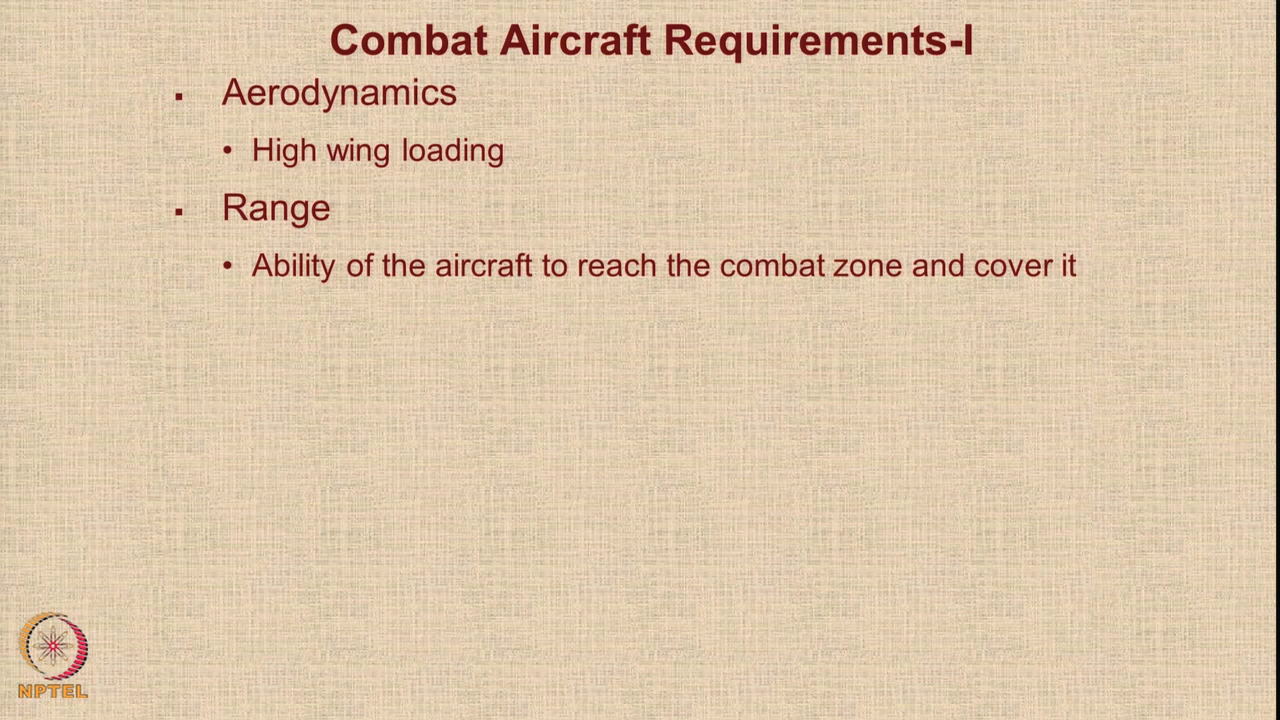 Combat Aircraft Requirements-I
▪ Aerodynamics
• High wing loading
▪ Range
• Ability of the aircraft to reach the combat zone and cover it
NPTEL